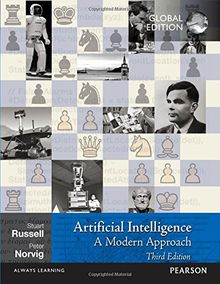 GLOBAL
EDITION
Artificial Intelligence
A Modern Approach
Third Edition
Stuart
Russell
Peter
Norvig
ALWAYS LEARNING
PEARSON